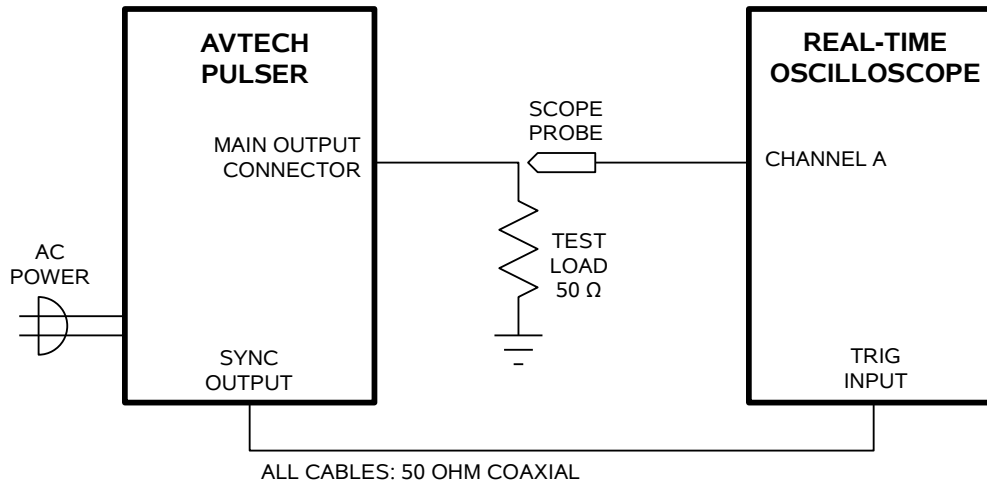 AVTECH
PULSER
MAIN OUTPUT
CONNECTOR
AC
POWER
SYNC
OUTPUT
SCOPE
PROBE
TEST
LOAD
50 Ω
REAL-TIME
OSCILLOSCOPE
CHANNEL A
TRIG
INPUT
ALL CABLES: 50 OHM COAXIAL